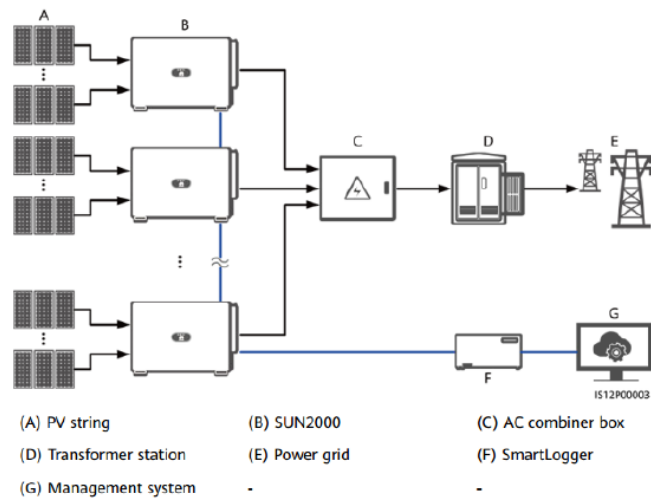 A
B
C
D
E
G
F
IS12P00003
(A) PV string (B) SUN2000 (C) AC combiner box
(D) Transformer station (E) Power grid (F) SmartLogger
(G) Management system - -